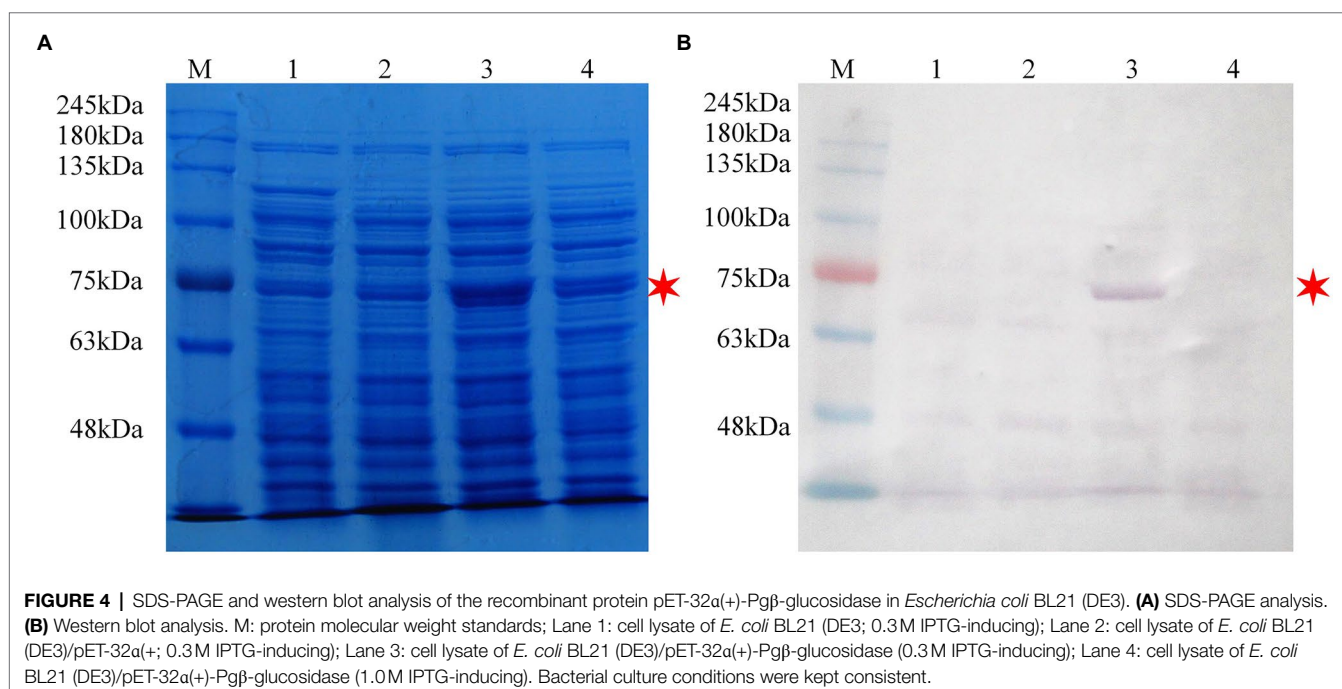 A
B
M 1 2 3 4
M 1 2 3 4
245kDa
180kDa
135kDa
100kDa
75kDa
63kDa
48kDa
245kDa
180kDa
135kDa
100kDa
75kDa
63kDa
48kDa
FIGURE 4 | SDS-PAGE and western blot analysis of the recombinant protein pET-32α(+)-Pgβ-glucosidase in Escherichia coli BL21 (DE3). (A) SDS-PAGE analysis.
(B) Western blot analysis. M: protein molecular weight standards; Lane 1: cell lysate of E. coli BL21 (DE3; 0.3 M IPTG-inducing); Lane 2: cell lysate of E. coli BL21
(DE3)/pET-32α(+; 0.3 M IPTG-inducing); Lane 3: cell lysate of E. coli BL21 (DE3)/pET-32α(+)-Pgβ-glucosidase (0.3 M IPTG-inducing); Lane 4: cell lysate of E. coli
BL21 (DE3)/pET-32α(+)-Pgβ-glucosidase (1.0 M IPTG-inducing). Bacterial culture conditions were kept consistent.